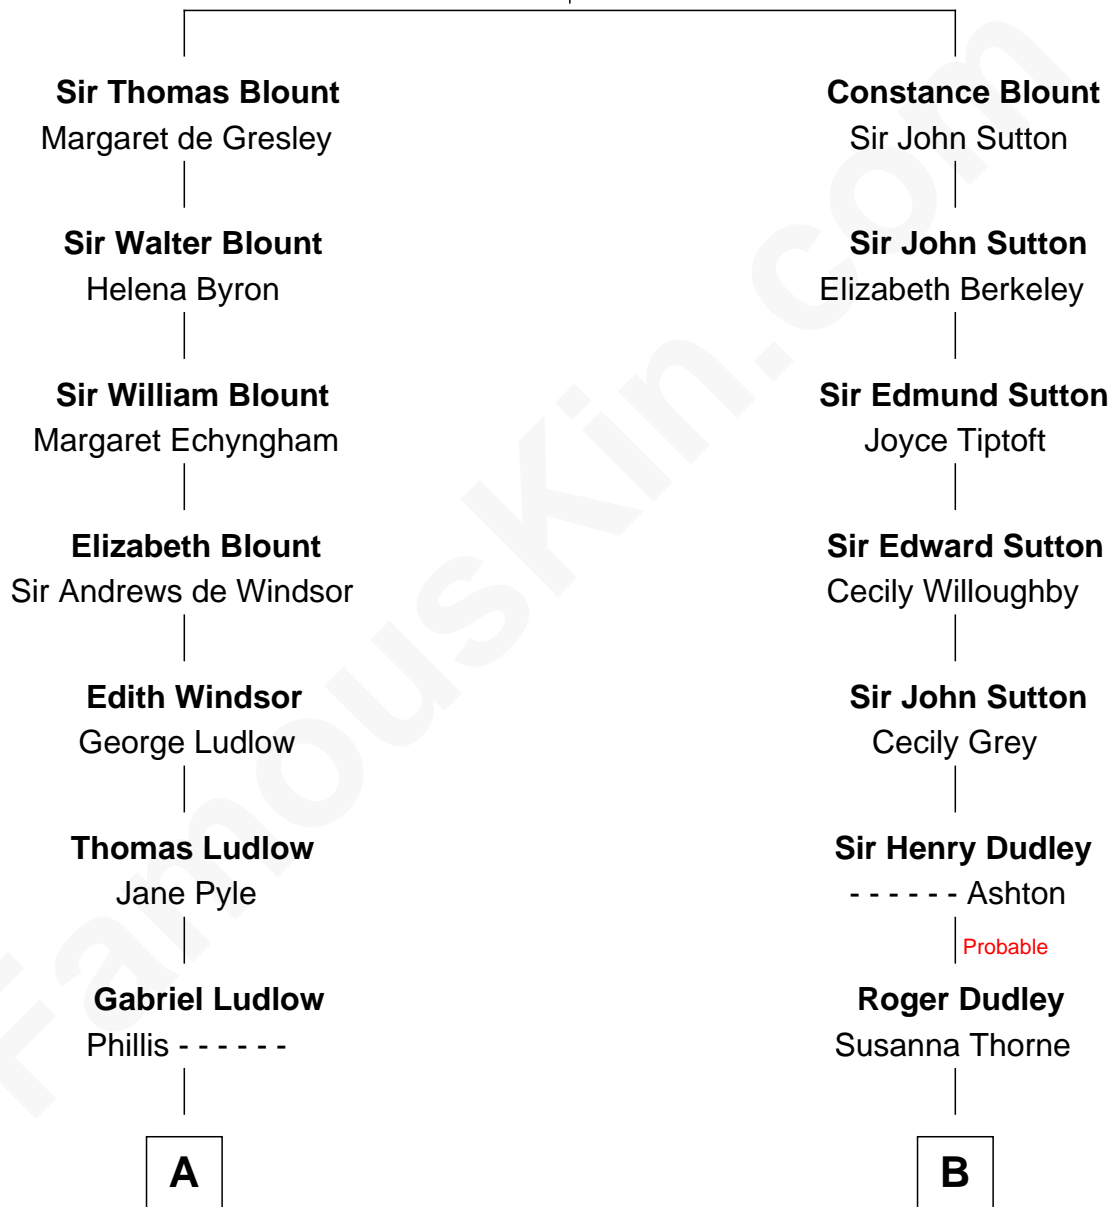 Sir Thomas Blount
Margaret de Gresley
Sir Walter Blount
Helena Byron
Sir William Blount
Margaret Echyngham
Elizabeth Blount
Sir Andrews de Windsor
Edith Windsor
George Ludlow
Thomas Ludlow
Jane Pyle
Gabriel Ludlow
Phillis - - - - - -
A
Constance Blount
Sir John Sutton
Sir John Sutton
Elizabeth Berkeley
Sir Edmund Sutton
Joyce Tiptoft
Sir Edward Sutton
Cecily Willoughby
Sir John Sutton
Cecily Grey
Sir Henry Dudley
- - - - - - Ashton
Probable
Roger Dudley
Susanna Thorne
B
FamousKin.com